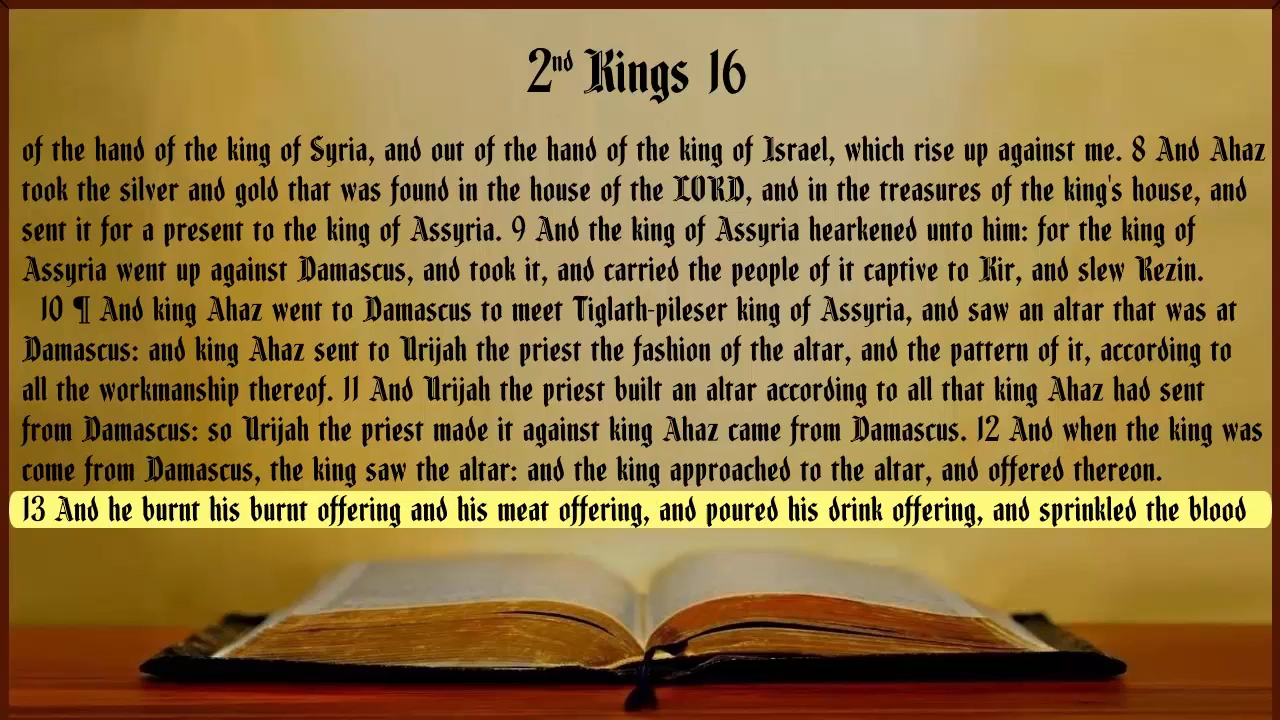 2nd Kings 16
of the hand of the king of Syria, and out of the hand of the king of Israel, which rise up against me. 8 And Ahaz
took the silver and gold that was found in the house of the LORD, and in the treasures of the king's house, and
sent it for a present to the king of Assyria. 9 And the king of Assyria hearkened unto him: for the king of
Assyria went up against Damascus, and took it, and carried the people of it captive to Kir, and slew Rezin.
10 ¶ And king Ahaz went to Damascus to meet Tiglath-pileser king of Assyria, and saw an altar that was at
Damascus: and king Ahaz sent to Urijah the priest the fashion of the altar, and the pattern of it, according to
all the workmanship thereof. 11 And Urijah the priest built an altar according to all that king Ahaz had sent
from Damascus: so Urijah the priest made it against king Ahaz came from Damascus. 12 And when the king was
come from Damascus, the king saw the altar: and the king approached to the altar, and offered thereon.
13 And he burnt his burnt offering and his meat offering, and poured his drink offering, and sprinkled the blood